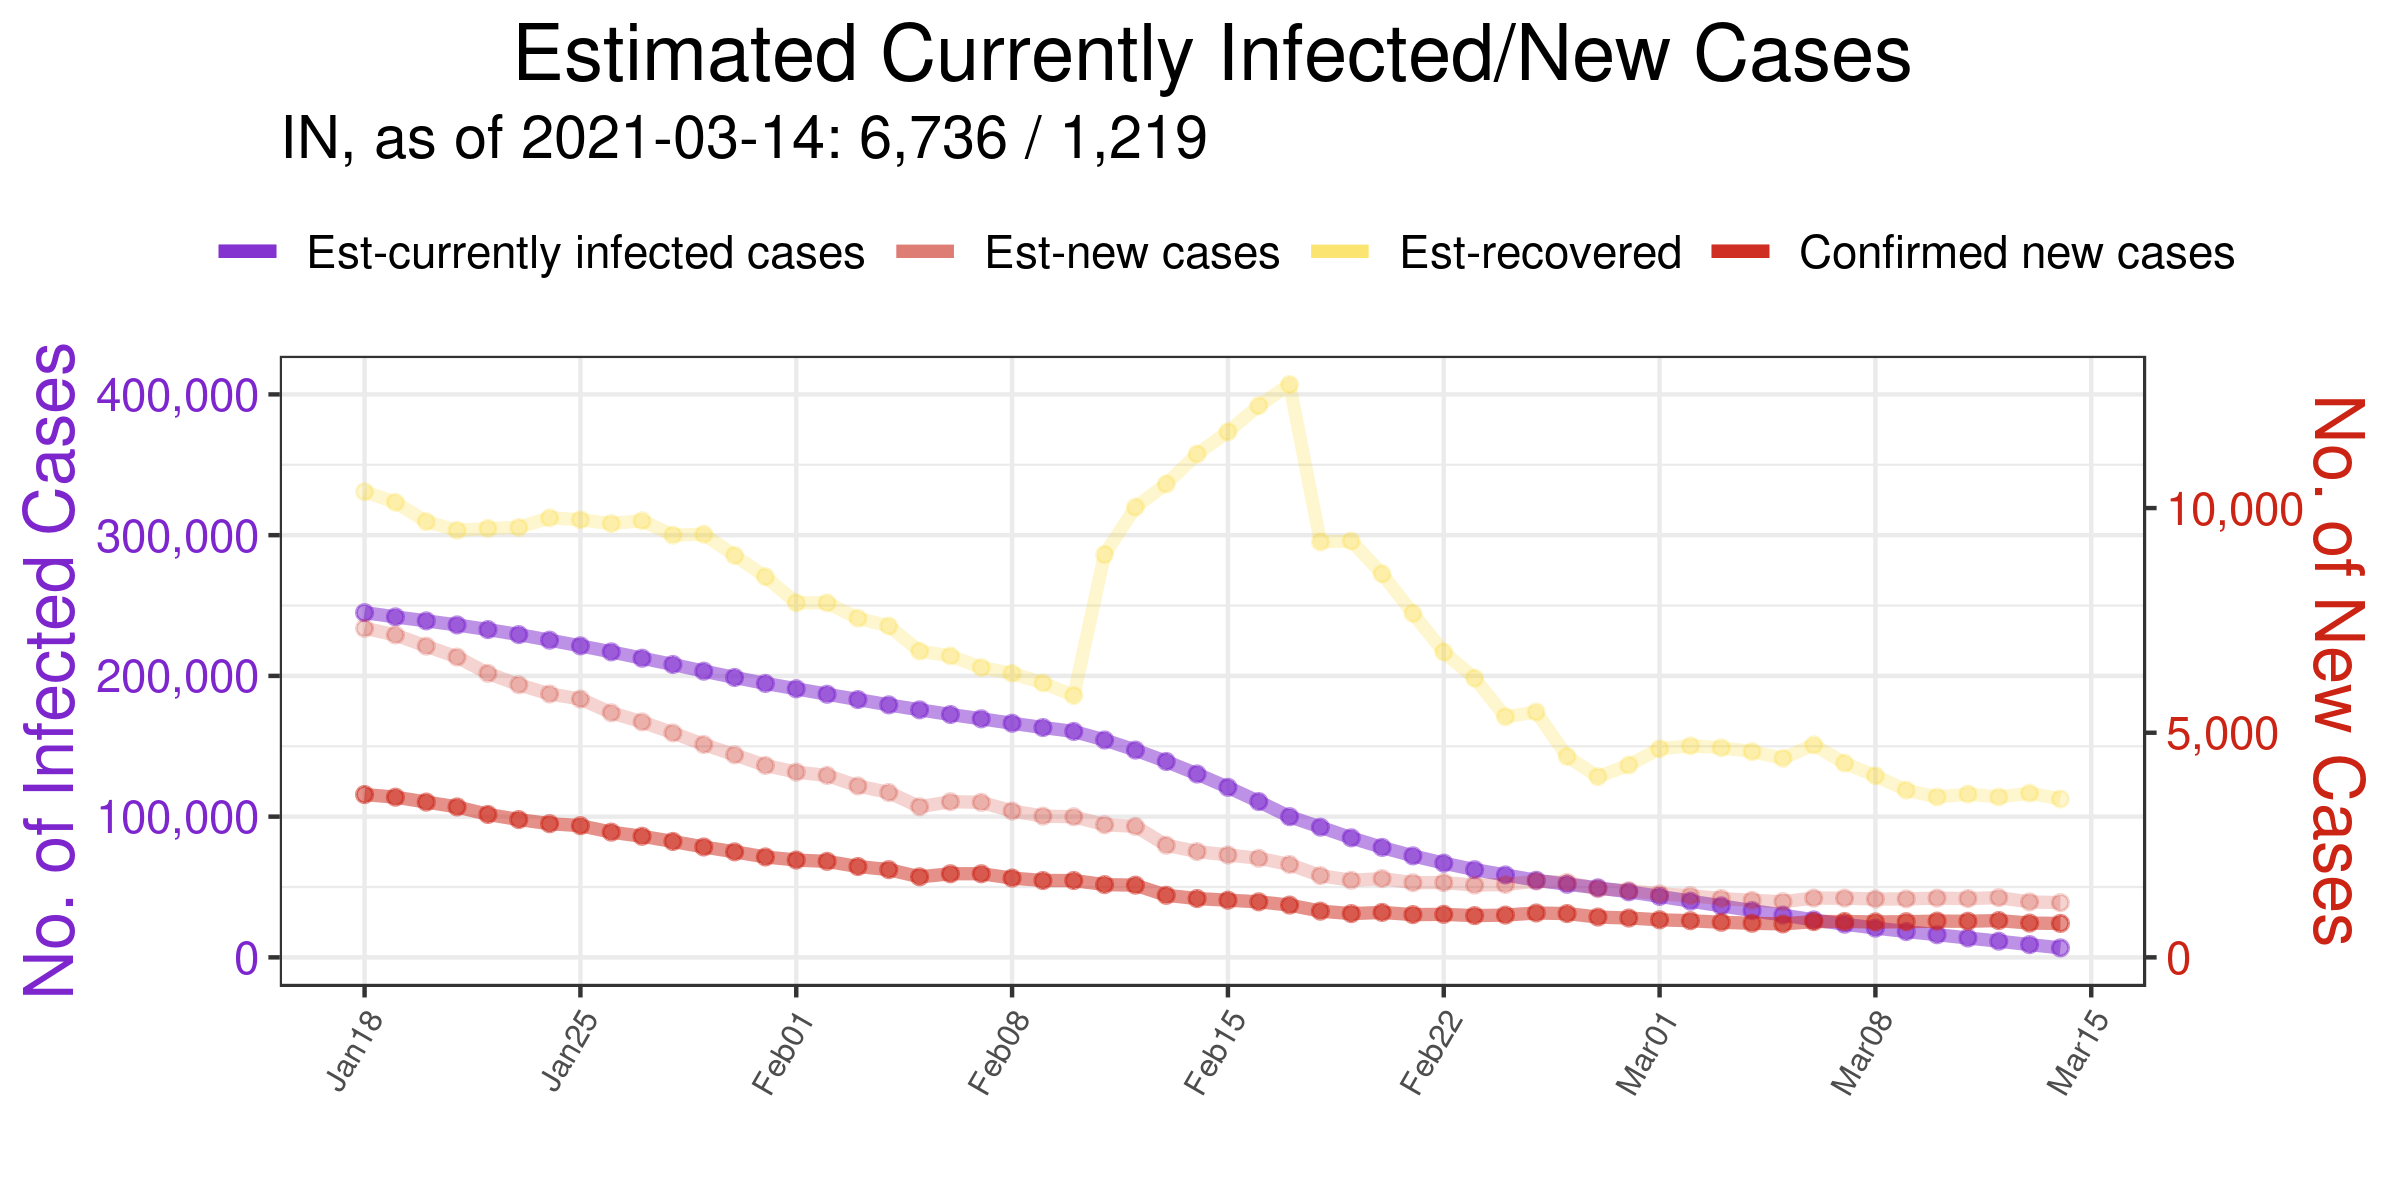 Estimated Currently Infected/New Cases
IN, as of 2021-03-14: 6,736 / 1,219
Est-currently infected cases Est-new cases Est-recovered Confirmed new cases
No. of Infected Cases
400,000
300,000
200,000
100,000
0
10,000
5,000
0
No. of New Cases
Jan18 Jan25 Feb01 Feb08 Feb15 Feb22 Mar01 Mar08 Mar15